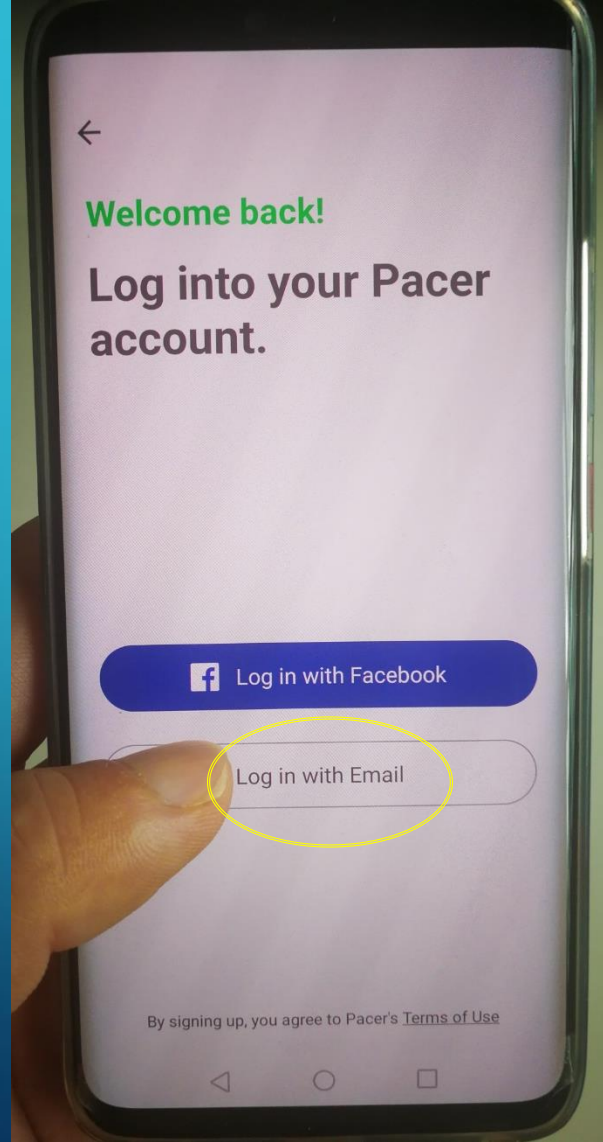 Welcome back!
Log into your Pacer
account.
Log in with Facebook
Log in with Email
By signing up, you agree to Pacer's Terms of Use